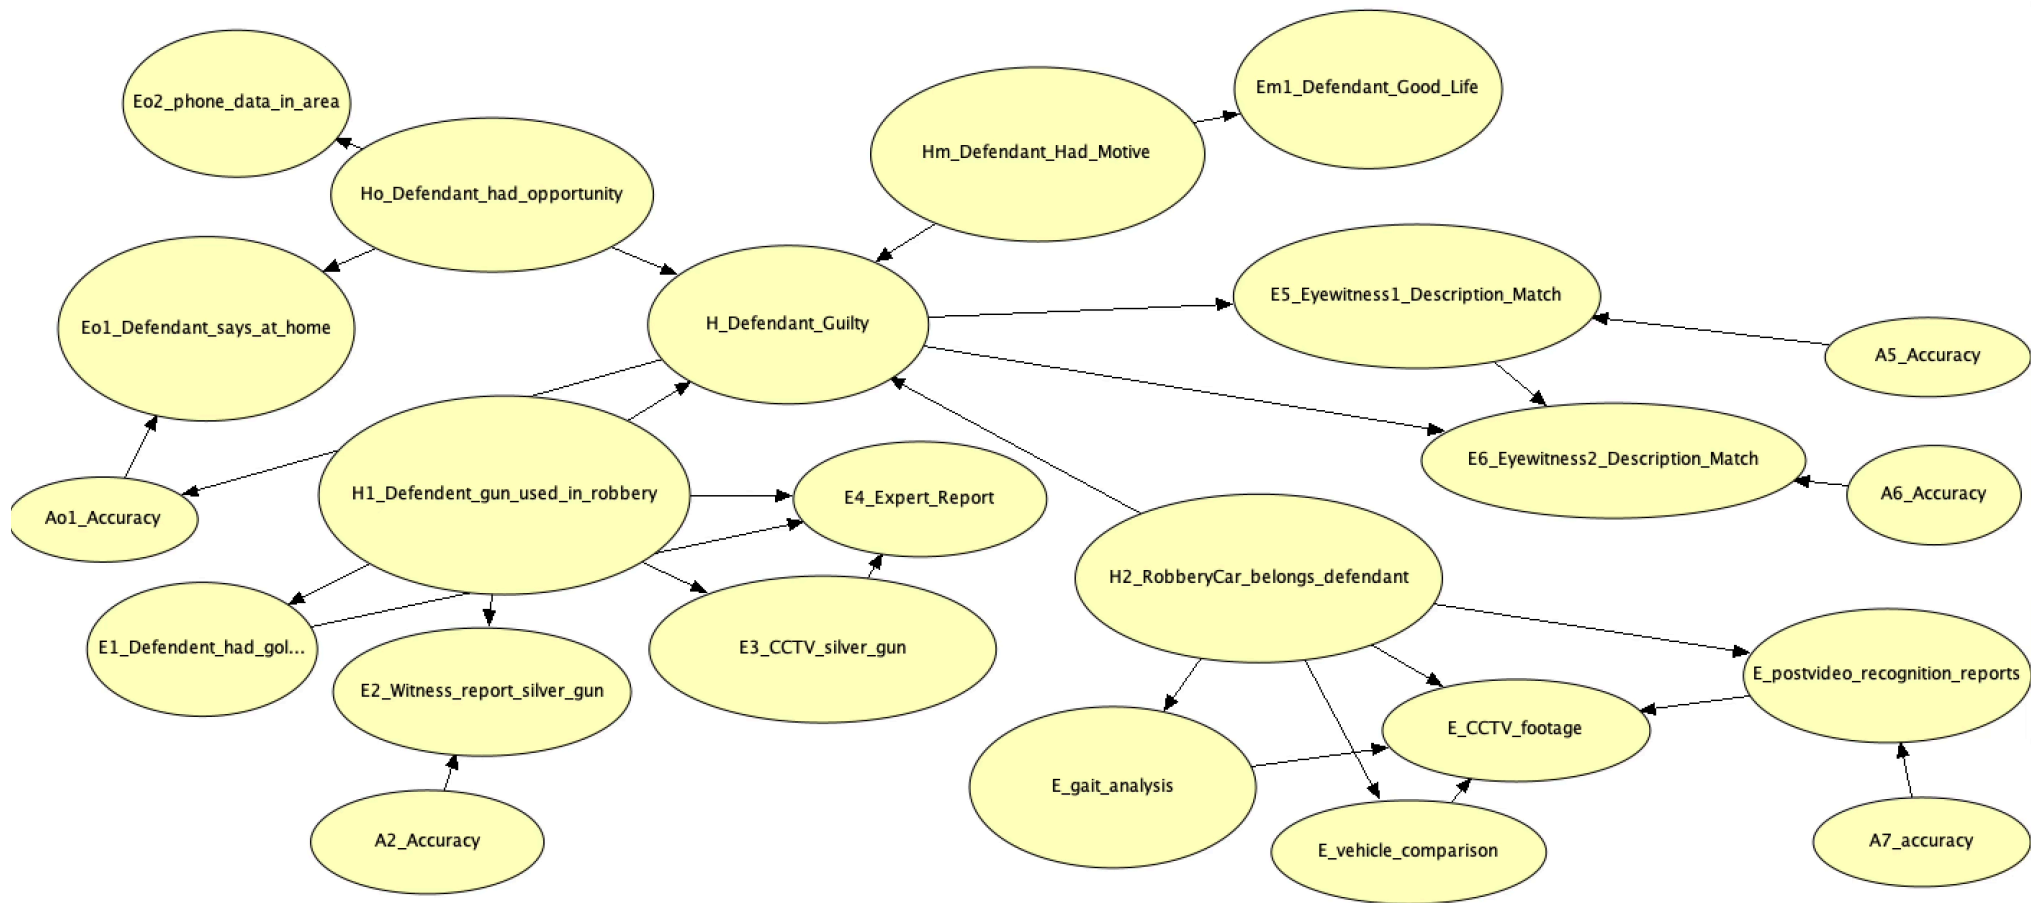 Em1_Defendant_Good_Life
Eo2_phone_data_in_area
Hm_Defendant_Had_Motive
Ho_Defendant_had_opportunity
E5_Eyewitness1_Description_Match
H_Defendant_Guilty
Eo1_Defendant_says_at_home
A5_Accuracy
E6_Eyewitness2_Description_Match
H1_Defendent_gun_used_in_robbery
E4_Expert_Report
A6_Accuracy
Ao1_Accuracy
H2_RobberyCar_belongs_defendant
E1_Defendent_had_gol...
E3_CCTV_silver_gun
E_postvideo_recognition_reports
E2_Witness_report_silver_gun
E_CCTV_footage
E_gait_analysis
A2_Accuracy
A7_accuracy
E_vehicle_comparison